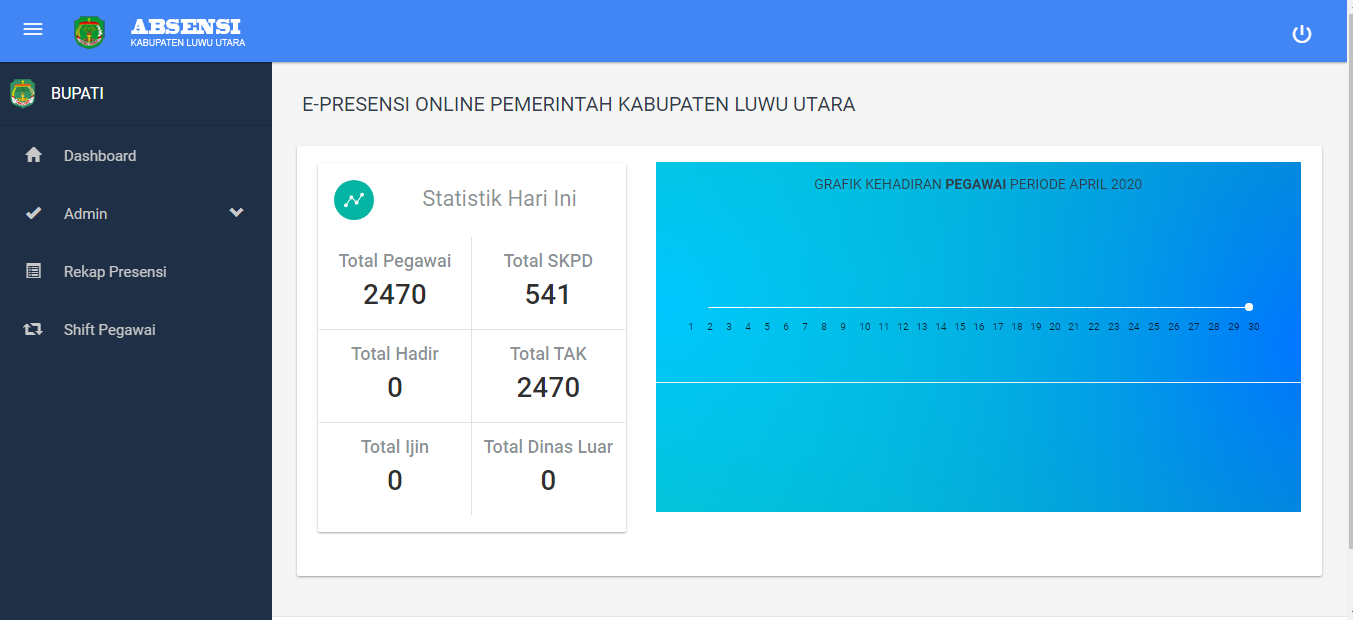 ABSENSI
KABUPATEN LUWU UTARA
BUPATI
Dashboard
Admin
Rekap Presensi
Shift Pegawai
E-PRESENSI ONLINE PEMERINTAH KABUPATEN LUWU UTARA
Statistik Hari Ini
Total Pegawai
2470
Total SKPD
541
Total Hadir
0
Total TAK
2470
Total Ijin
0
Total Dinas Luar
0
GRAFIK KEHADIRAN PEGAWAI PERIODE APRIL 2020
1 2 3 4 5 6 7 8 9 10 11 12 13 14 15 16 17 18 19 20 21 22 23 24 25 26 27 28 29 30